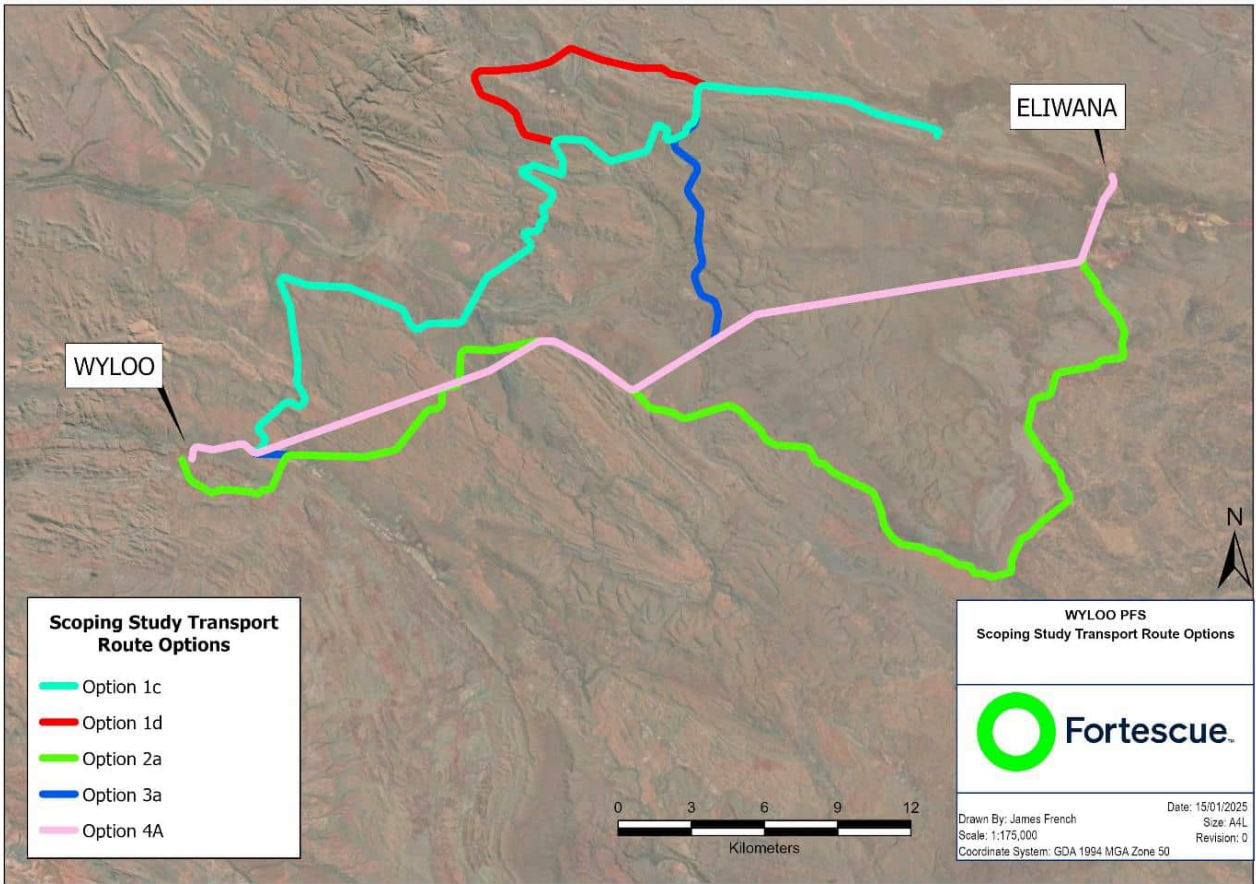 ELIWANA
WYLOO
N
Scoping Study Transport
Route Options
Option 1c
Option 1d
Option 2a
Option 3a
Option 4A
0 3 6 9 12
Kilometers
WYLOO PFS
Scoping Study Transport Route Options
Fortescue™
Date: 15/01/2025
Drawn By: James French
Size: A4L
Scale: 1:175,000
Revision: 0
Coordinate System: GDA 1994 MGA Zone 50